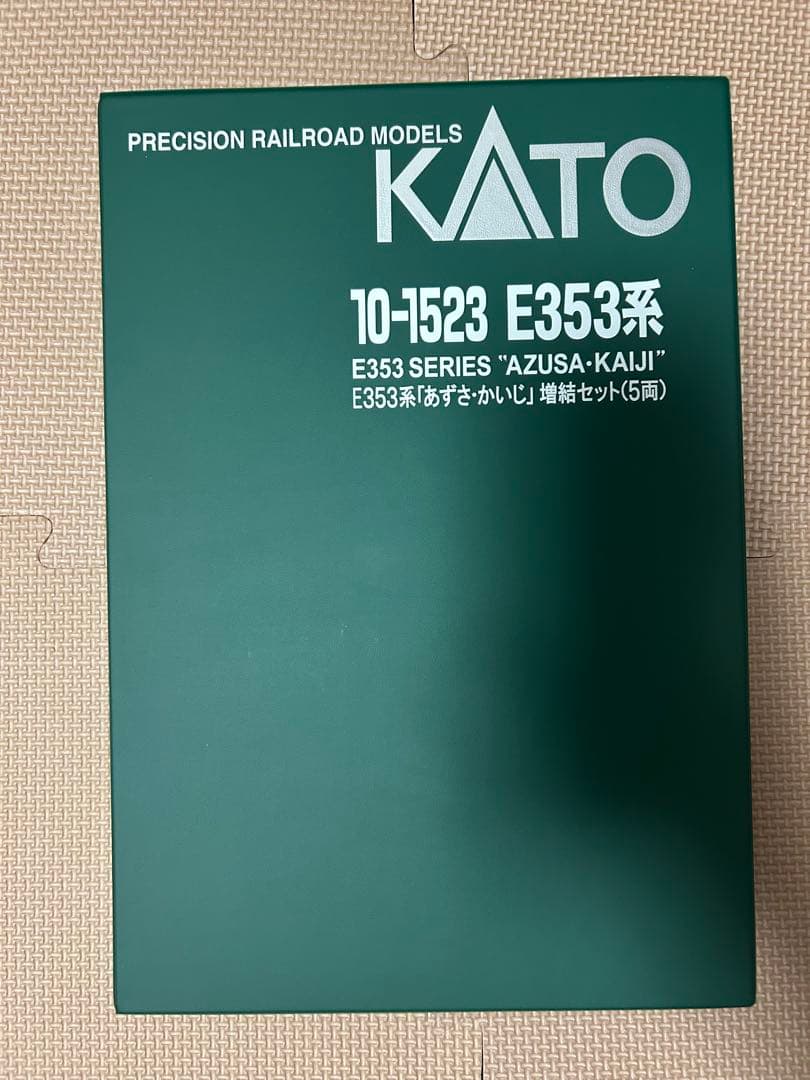 PRECISION RAILROAD MODELS
KATO
10-1523 E353系
E353 SERIES “AZUSA・KAIJI”
E353系「あずさ・かいじ」増結セット(5両)